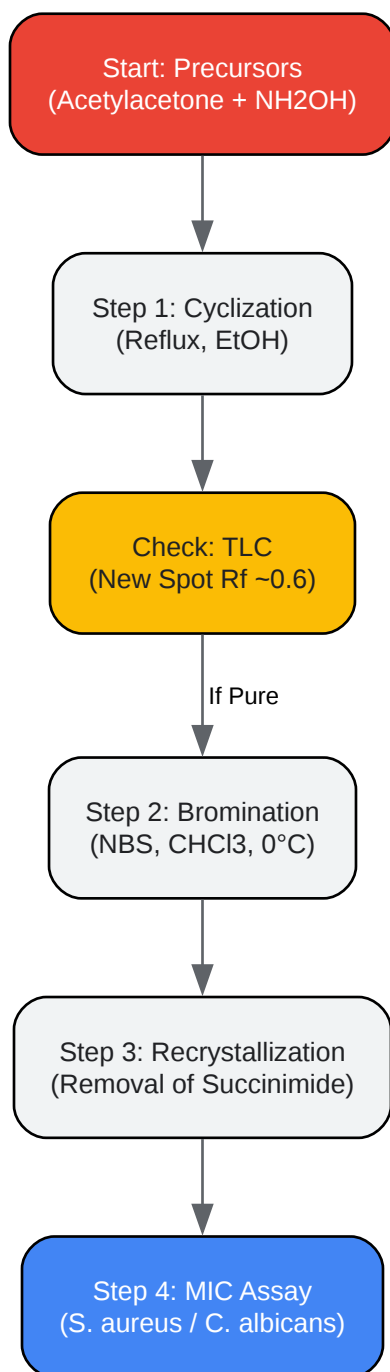 Start: Precursors
(Acetylacetone + NH2OH)
Step 1: Cyclization
(Reflux, EtOH)
Check: TLC
(New Spot Rf ~0.6)
If Pure
Step 2: Bromination
(NBS, CHCl3, 0°C)
Step 3: Recrystallization
(Removal of Succinimide)
Step 4: MIC Assay
(S. aureus / C. albicans)